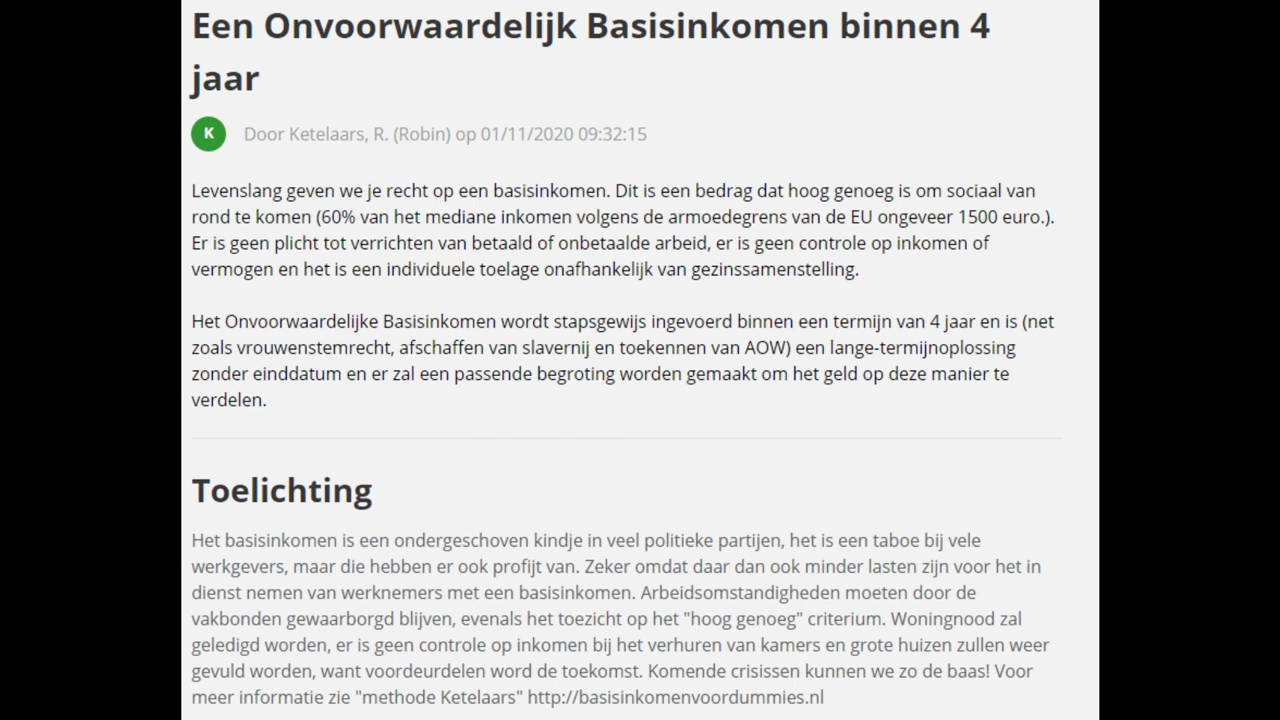 Een Onvoorwaardelijk Basisinkomen binnen 4
jaar
K
Door Ketelaars, R. (Robin) op 01/11/2020 09:32:15
Levenslang geven we je recht op een basisinkomen. Dit is een bedrag dat hoog genoeg is om sociaal van
rond te komen (60% van het mediane inkomen volgens de armoedegrens van de EU ongeveer 1500 euro.).
Er is geen plicht tot verrichten van betaald of onbetaalde arbeid, er is geen controle op inkomen of
vermogen en het is een individuele toelage onafhankelijk van gezinssamenstelling.
Het Onvoorwaardelijke Basisinkomen wordt stapsgewijs ingevoerd binnen een termijn van 4 jaar en is (net
zoals vrouwenstemrecht, afschaffen van slavernij en toekennen van AOW) een lange-termijnoplossing
zonder einddatum en er zal een passende begroting worden gemaakt om het geld op deze manier te
verdelen.
Toelichting
Het basisinkomen is een ondergeschoven kindje in veel politieke partijen, het is een taboe bij vele
werkgevers, maar die hebben er ook profijt van. Zeker omdat daar dan ook minder lasten zijn voor het in
dienst nemen van werknemers met een basisinkomen. Arbeidsomstandigheden moeten door de
vakbonden gewaarborgd blijven, evenals het toezicht op het "hoog genoeg" criterium. Woningnood zal
geledigd worden, er is geen controle op inkomen bij het verhuren van kamers en grote huizen zullen weer
gevuld worden, want voordeurdelen word de toekomst. Komende crisissen kunnen we zo de baas! Voor
meer informatie zie "methode Ketelaars" http://basisinkomenvoordummies.nl